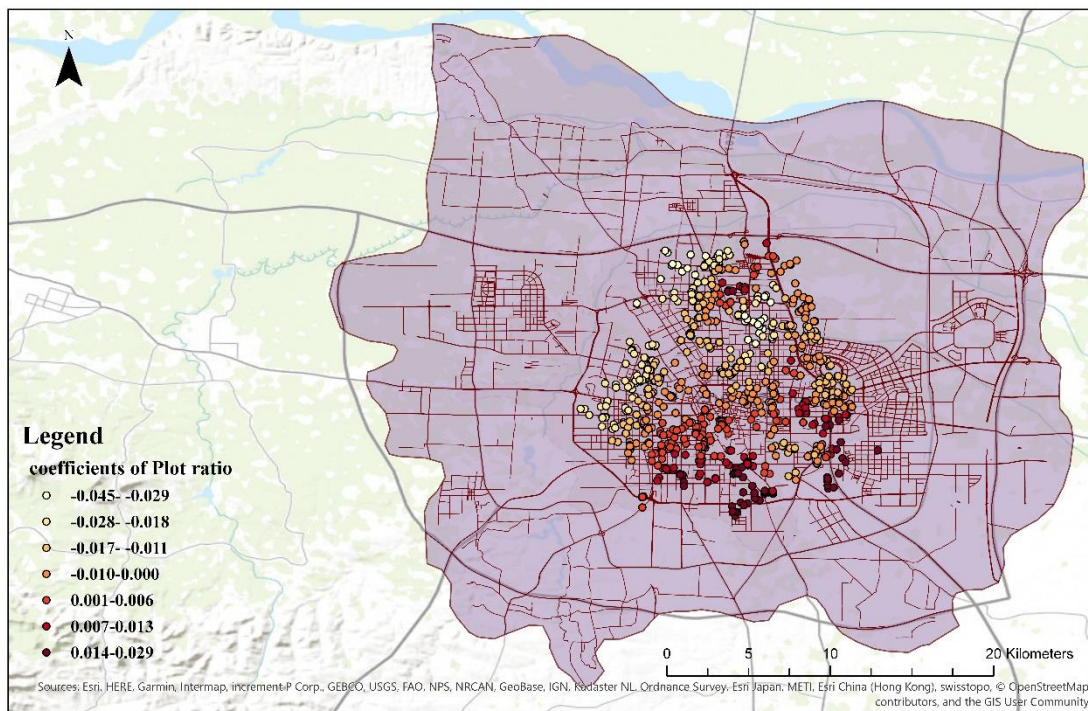 N
Legend
coefficients of Plot ratio
-0.045- -0.029
-0.028- -0.018
-0.017- -0.011
-0.010-0.000
0.001-0.006
0.007-0.013
0.014-0.029
0 5 10 20 Kilometers
Sources: Esri, HERE, Garmin, Intermap, increment P Corp., GEBCO, USGS, FAO, NPS, NRCAN, GeoBase, IGN, Kadaster NL, Ordnance Survey, Esri Japan, METI, Esri China (Hong Kong), swisstopo, © OpenStreetMap
contributors, and the GIS User Community